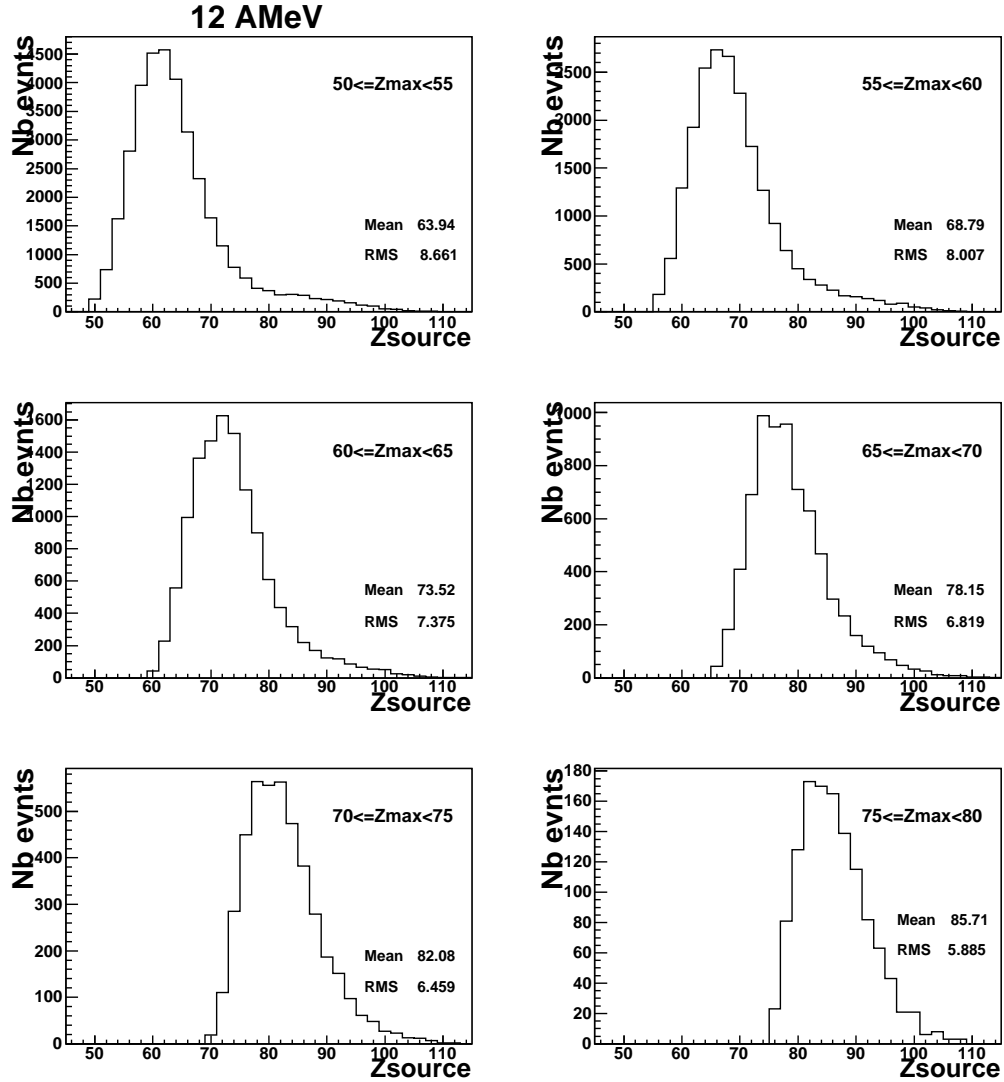 12 AMeV
Nb evnts
4500
4000
3500
3000
2500
2000
1500
1000
500
0
50<=Zmax<55
Mean 63.94
RMS 8.661
50 60 70 80 90 100 110
Zsource
Nb evnts
2500
2000
1500
1000
500
0
55<=Zmax<60
Mean 68.79
RMS 8.007
50 60 70 80 90 100 110
Zsource
Nb evnts
1600
1400
1200
1000
800
600
400
200
0
60<=Zmax<65
Mean 73.52
RMS 7.375
50 60 70 80 90 100 110
Zsource
Nb evnts
1000
800
600
400
200
0
65<=Zmax<70
Mean 78.15
RMS 6.819
50 60 70 80 90 100 110
Zsource
Nb evnts
500
400
300
200
100
0
70<=Zmax<75
Mean 82.08
RMS 6.459
50 60 70 80 90 100 110
Zsource
Nb evnts
180
160
140
120
100
80
60
40
20
0
75<=Zmax<80
Mean 85.71
RMS 5.885
50 60 70 80 90 100 110
Zsource